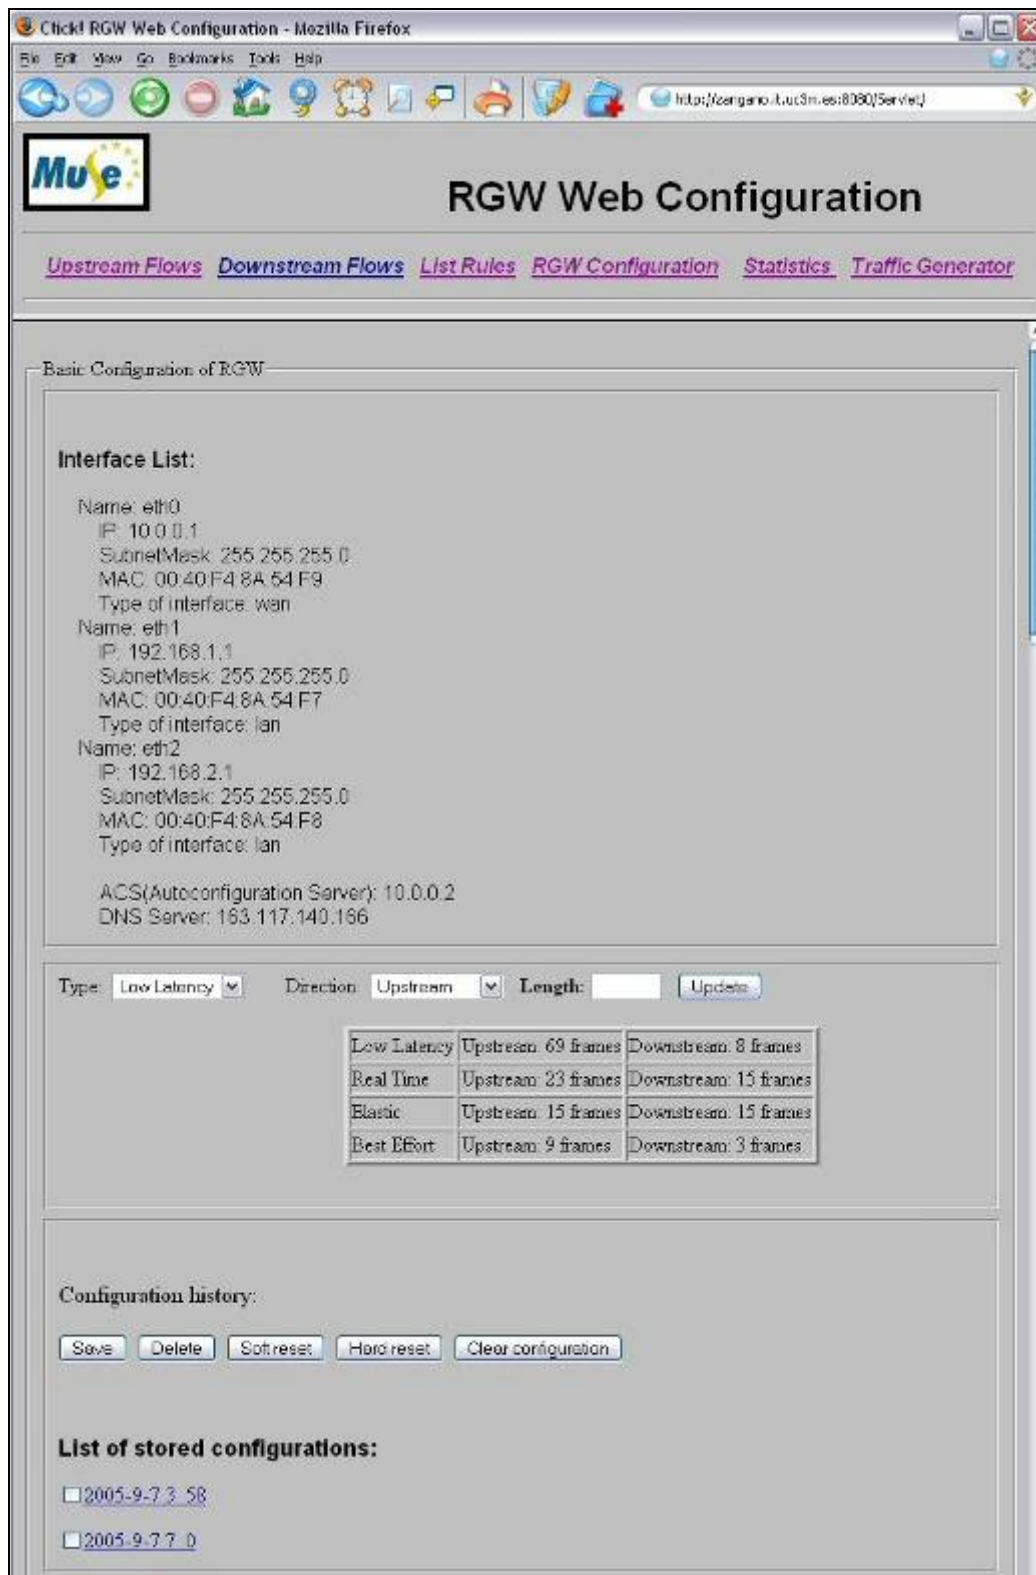 Click! RGW Web Configuration - Mozilla Firefox
File Edit View Go Bookmarks Tools Help
http://zangano.it.uc3m.es:8080/Servlet/
Muse
RGW Web Configuration
Upstream Flows Downstream Flows List Rules RGW Configuration Statistics Traffic Generator
Basic Configuration of RGW
Interface List:
Name: eth0
IP: 10.0.0.1
SubnetMask: 255.255.255.0
MAC: 00:40:F4:8A:54:F9
Type of interface: wan
Name: eth1
IP: 192.168.1.1
SubnetMask: 255.255.255.0
MAC: 00:40:F4:8A:54:F7
Type of interface: lan
Name: eth2
IP: 192.168.2.1
SubnetMask: 255.255.255.0
MAC: 00:40:F4:8A:54:F8
Type of interface: lan
ACS(Autoconfiguration Server): 10.0.0.2
DNS Server: 163.117.140.166
Type: Low Latency Direction: Upstream Length: Update
Low Latency Upstream: 69 frames Downstream: 8 frames
Real Time Upstream: 23 frames Downstream: 15 frames
Elastic Upstream: 15 frames Downstream: 15 frames
Best Effort Upstream: 9 frames Downstream: 3 frames
Configuration history:
Save Delete Soft reset Hard reset Clear configuration
List of stored configurations:
2005-9-7 3_58
2005-9-7 7_0